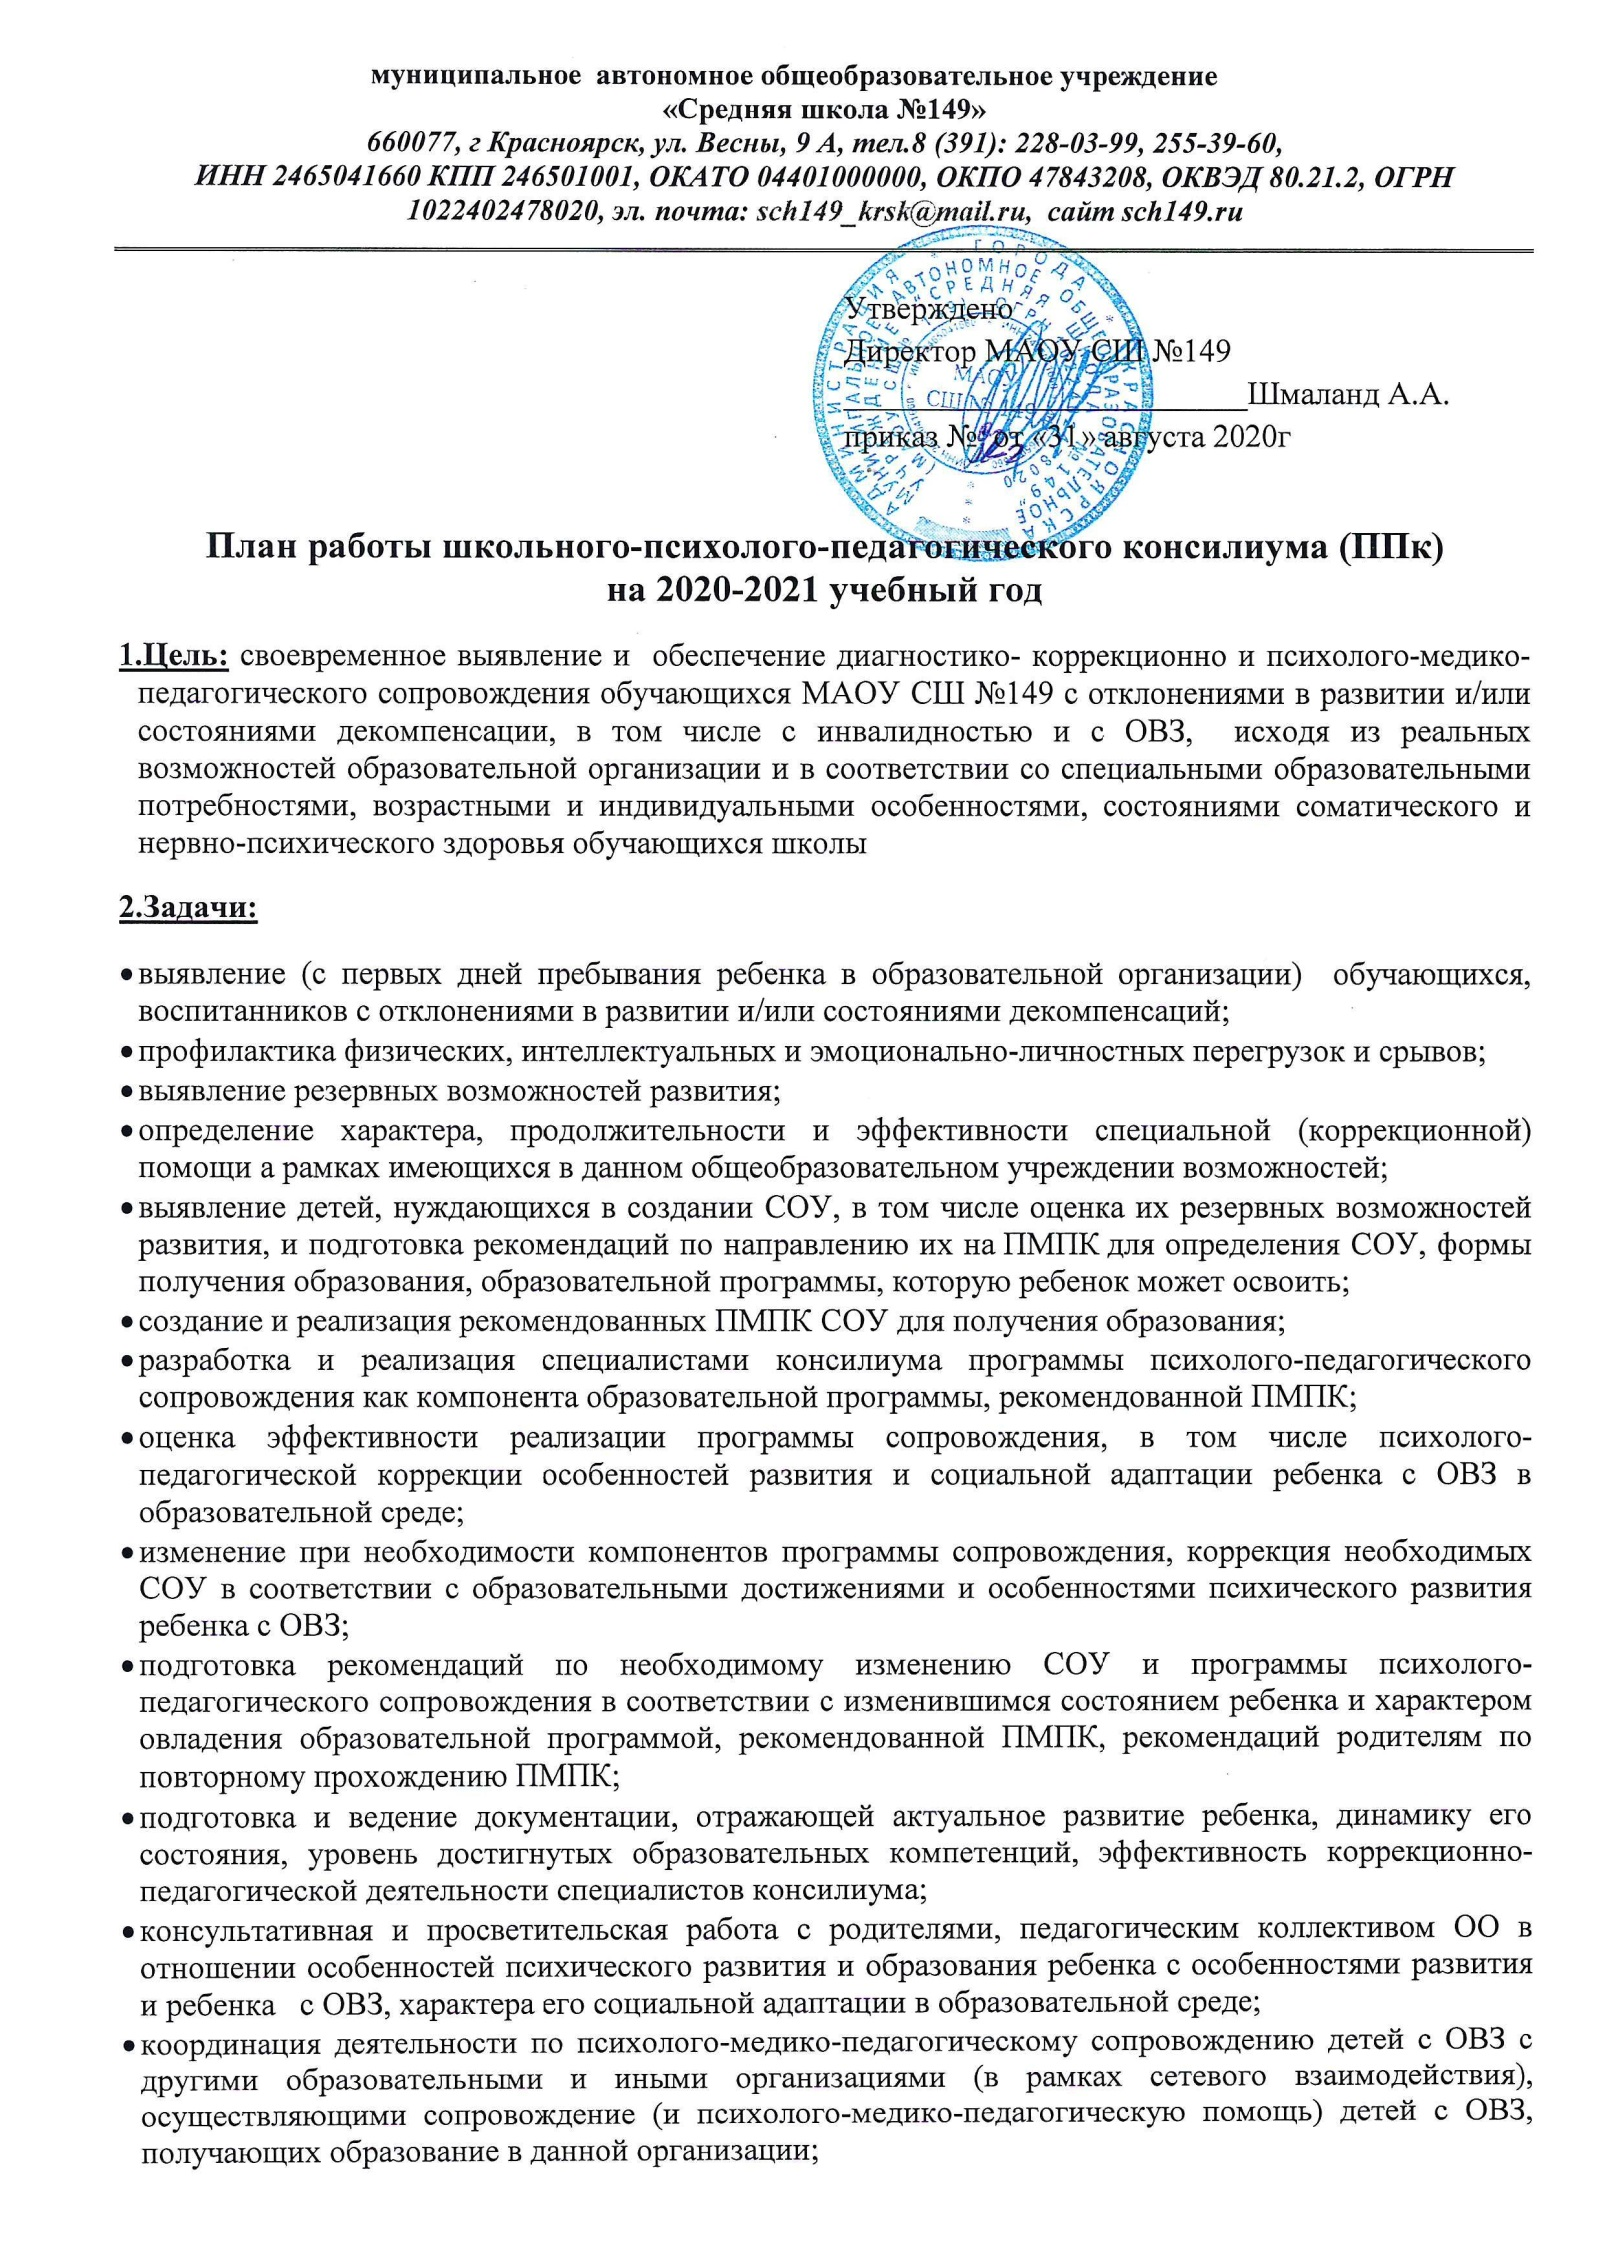 муниципальное автономное общеобразовательное учреждение
«Средняя школа №149»
660077, г Красноярск, ул. Весны, 9 А, тел.8 (391): 228-03-99, 255-39-60,
ИНН 2465041660 КПП 246501001, ОКАТО 04401000000, ОКПО 47843208, ОКВЭД 80.21.2, ОГРН
1022402478020, эл. почта: sch149_krsk@mail.ru, сайт sch149.ru
Утверждено
Директор МАОУ СШ №149
Шмаланд А.А.
приказ № от «31» августа 2020г
МАОУ
СШ № 149
План работы школьного-психолого-педагогического консилиума (ППк)
на 2020-2021 учебный год
1.Цель: своевременное выявление и обеспечение диагностико- коррекционно и психолого-медико-
педагогического сопровождения обучающихся МАОУ СШ №149 с отклонениями в развитии и/или
состояниями декомпенсации, в том числе с инвалидностью и с ОВЗ, исходя из реальных
возможностей образовательной организации и в соответствии со специальными образовательными
потребностями, возрастными и индивидуальными особенностями, состояниями соматического и
нервно-психического здоровья обучающихся школы
2.Задачи:
•выявление (с первых дней пребывания ребенка в образовательной организации) обучающихся,
воспитанников с отклонениями в развитии и/или состояниями декомпенсаций;
•профилактика физических, интеллектуальных и эмоционально-личностных перегрузок и срывов;
•выявление резервных возможностей развития;
•определение характера, продолжительности и эффективности специальной (коррекционной)
помощи а рамках имеющихся в данном общеобразовательном учреждении возможностей;
•выявление детей, нуждающихся в создании СОУ, в том числе оценка их резервных возможностей
развития, и подготовка рекомендаций по направлению их на ПМПК для определения СОУ, формы
получения образования, образовательной программы, которую ребенок может освоить;
•создание и реализация рекомендованных ПМПК СОУ для получения образования;
•разработка и реализация специалистами консилиума программы психолого-педагогического
сопровождения как компонента образовательной программы, рекомендованной ПМПК;
•оценка эффективности реализации программы сопровождения, в том числе психолого-
педагогической коррекции особенностей развития и социальной адаптации ребенка с ОВЗ в
образовательной среде;
•изменение при необходимости компонентов программы сопровождения, коррекция необходимых
СОУ в соответствии с образовательными достижениями и особенностями психического развития
ребенка с ОВЗ;
•подготовка рекомендаций по необходимому изменению СОУ и программы психолого-
педагогического сопровождения в соответствии с изменившимся состоянием ребенка и характером
овладения образовательной программой, рекомендованной ПМПК, рекомендаций родителям по
повторному прохождению ПМПК;
•подготовка и ведение документации, отражающей актуальное развитие ребенка, динамику его
состояния, уровень достигнутых образовательных компетенций, эффективность коррекционно-
педагогической деятельности специалистов консилиума;
•консультативная и просветительская работа с родителями, педагогическим коллективом ОО в
отношении особенностей психического развития и образования ребенка с особенностями развития
и ребенка с ОВЗ, характера его социальной адаптации в образовательной среде;
•координация деятельности по психолого-медико-педагогическому сопровождению детей с ОВЗ с
другими образовательными и иными организациями (в рамках сетевого взаимодействия),
осуществляющими сопровождение (и психолого-медико-педагогическую помощь) детей с ОВЗ,
получающих образование в данной организации;